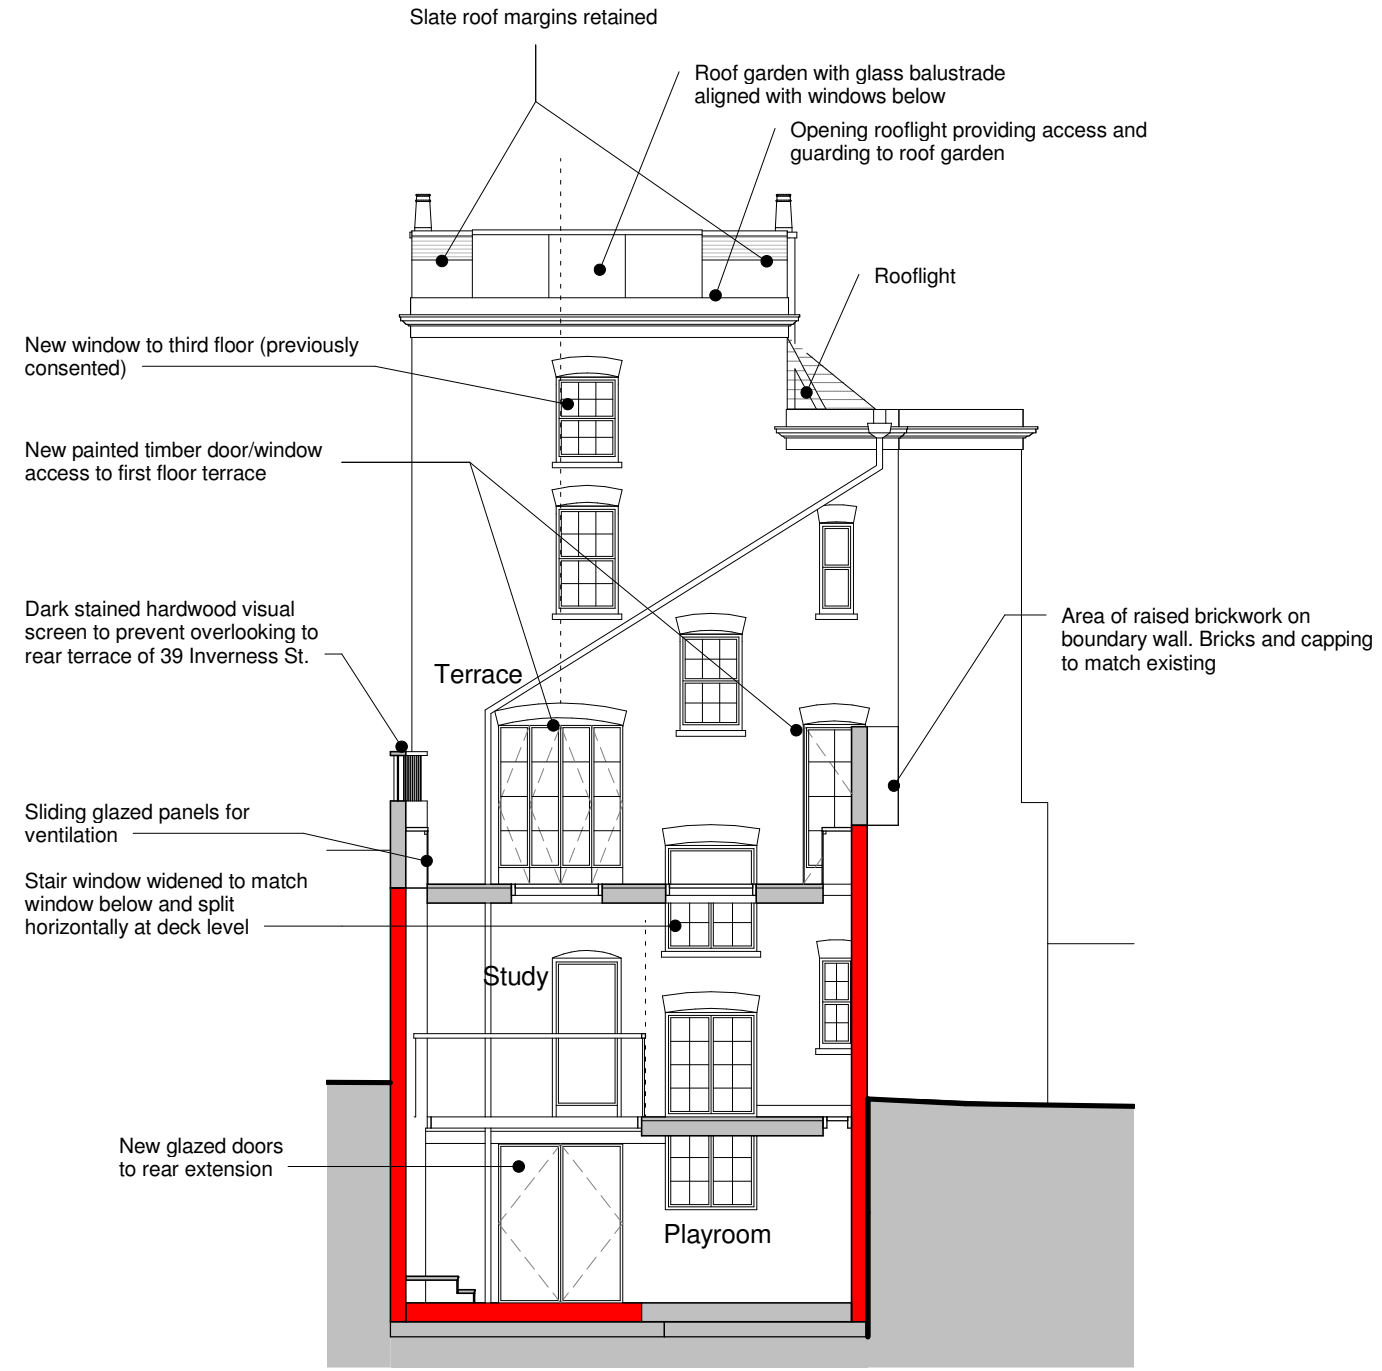 Slate roof margins retained
Roof garden with glass balustrade
aligned with windows below
Opening rooflight providing access and
guarding to roof garden
Rooflight
New window to third floor (previously
consented)
New painted timber door/window
access to first floor terrace
Dark stained hardwood visual
screen to prevent overlooking to
rear terrace of 39 Inverness St.
Area of raised brickwork on
boundary wall. Bricks and capping
to match existing
Terrace
Sliding glazed panels for
ventilation
Stair window widened to match
window below and split
horizontally at deck level
Study
New glazed doors
to rear extension
Playroom